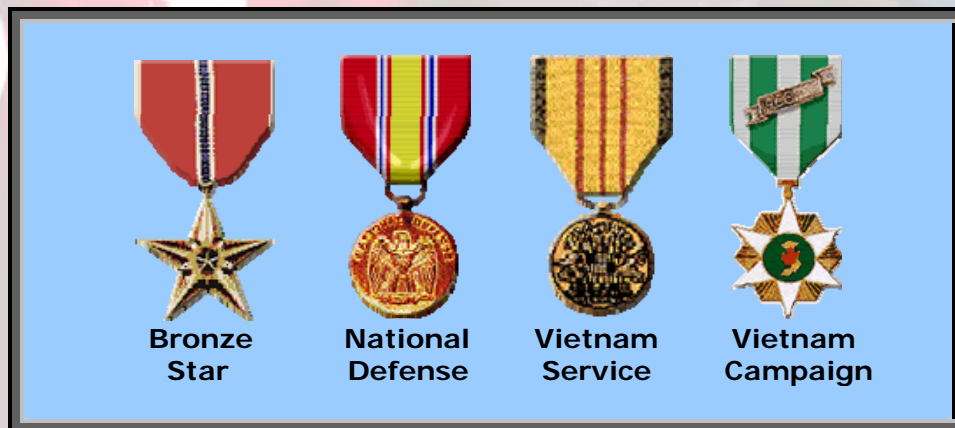 Bronze
Star
National
Defense
Vietnam
Service
Vietnam
Campaign